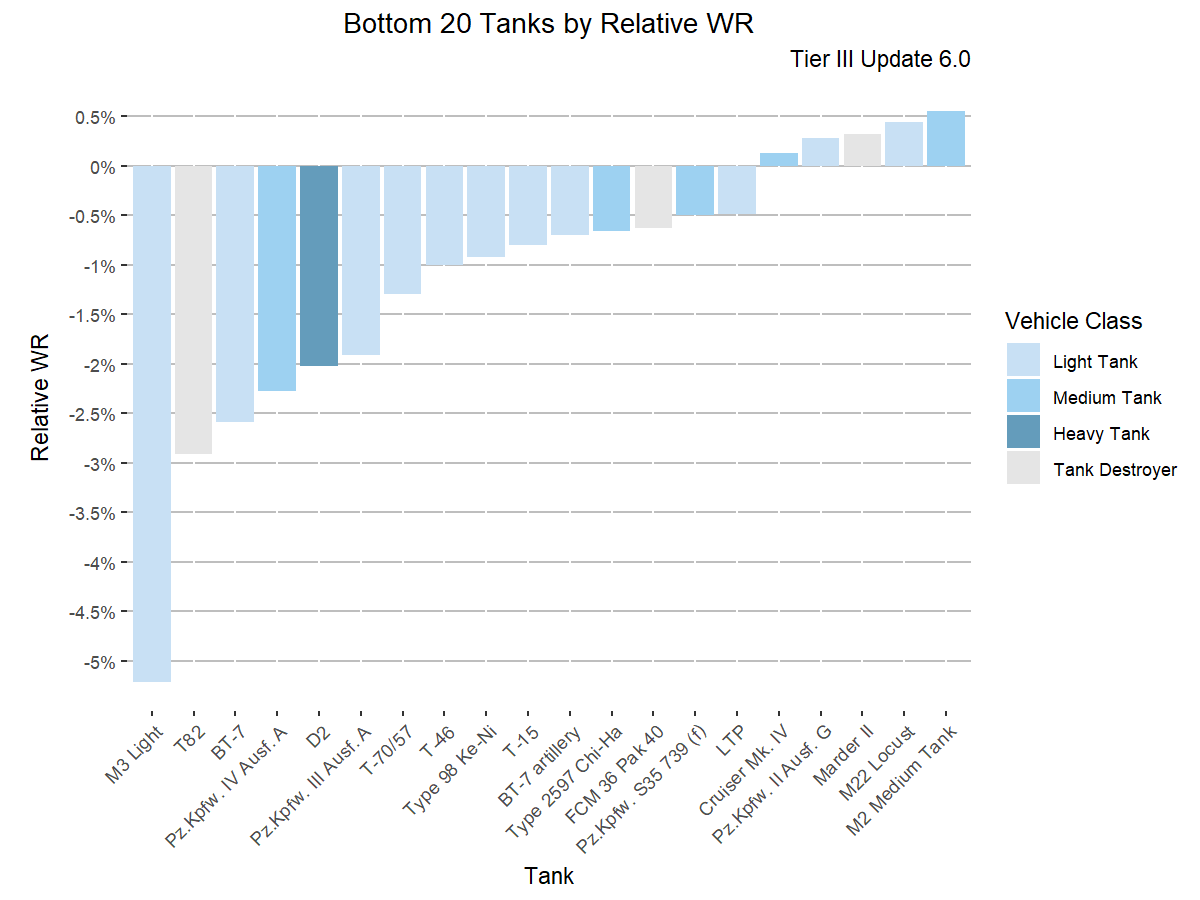 Bottom 20 Tanks by Relative WR
Tier III Update 6.0
Relative WR
0.5%
0%
-0.5%
-1%
-1.5%
-2%
-2.5%
-3%
-3.5%
-4%
-4.5%
-5%
M3 Light
T82
BT-7
Pz.Kpfw. IV Ausf. A
D2
Pz.Kpfw. III Ausf. A
T-70/57
T-46
Type 98 Ke-Ni
T-15
BT-7 artillery
Type 2597 Chi-Ha
FCM 36 Pak 40
Pz.Kpfw. S35 739 (f)
LTP
Cruiser Mk. IV
Pz.Kpfw. II Ausf. G
Marder II
M22 Locust
M2 Medium Tank
Tank
Vehicle Class
Light Tank
Medium Tank
Heavy Tank
Tank Destroyer